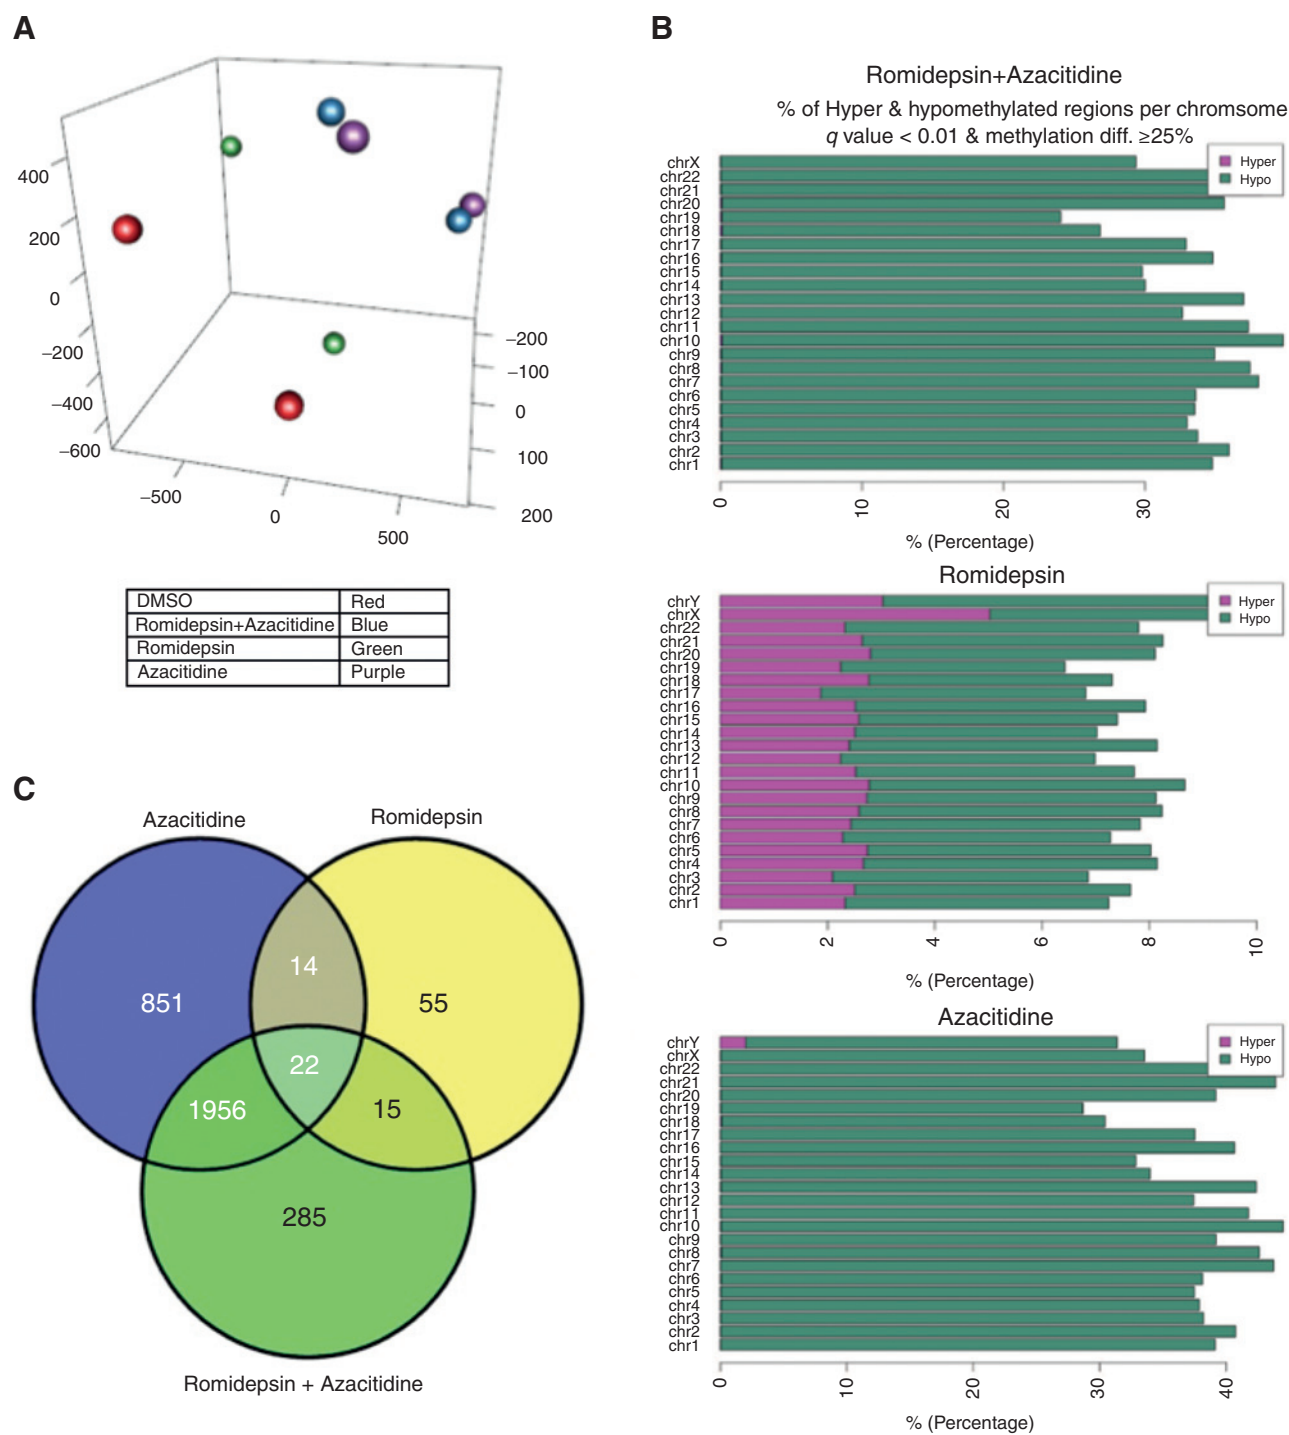 A
400
200
0
−200
−400
−600
−500
0
500
−200
−100
0
100
200
DMSO Red
Romidepsin+Azacitidine Blue
Romidepsin Green
Azacitidine Purple
B
Romidepsin+Azacitidine
% of Hyper & hypomethylated regions per chromsome
q value < 0.01 & methylation diff. ≥25%
Hyper
Hypo
chrX
chr22
chr21
chr20
chr19
chr18
chr17
chr16
chr15
chr14
chr13
chr12
chr11
chr10
chr9
chr8
chr7
chr6
chr5
chr4
chr3
chr2
chr1
0 10 20 30
% (Percentage)
Romidepsin
Hyper
Hypo
chrY
chrX
chr22
chr21
chr20
chr19
chr18
chr17
chr16
chr15
chr14
chr13
chr12
chr11
chr10
chr9
chr8
chr7
chr6
chr5
chr4
chr3
chr2
chr1
0 2 4 6 8 10
% (Percentage)
Azacitidine
Hyper
Hypo
chrY
chrX
chr22
chr21
chr20
chr19
chr18
chr17
chr16
chr15
chr14
chr13
chr12
chr11
chr10
chr9
chr8
chr7
chr6
chr5
chr4
chr3
chr2
chr1
0 10 20 30 40
% (Percentage)
C
Azacitidine
Romidepsin
14
851
55
22
1956
15
285
Romidepsin + Azacitidine